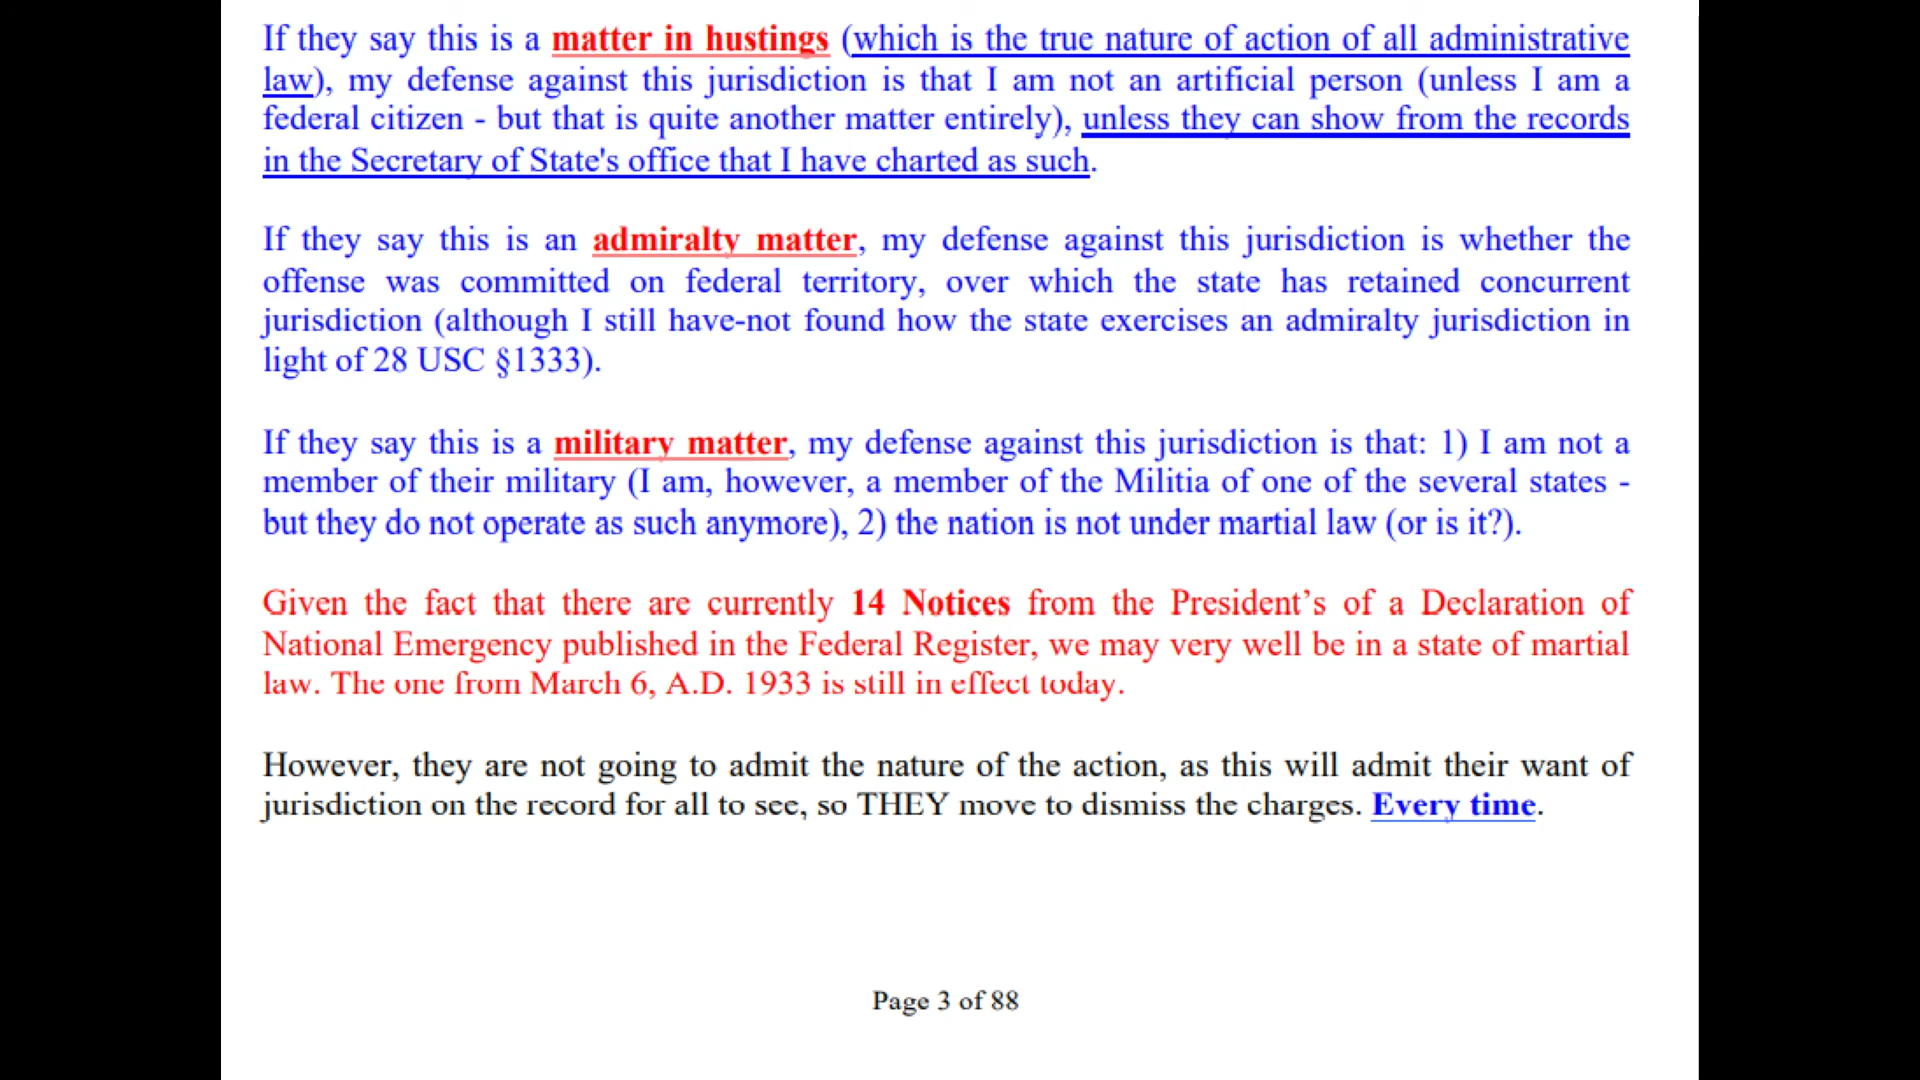 If they say this is a matter in hustings (which is the true nature of action of all administrative
law), my defense against this jurisdiction is that I am not an artificial person (unless I am a
federal citizen - but that is quite another matter entirely), unless they can show from the records
in the Secretary of State's office that I have charted as such.
If they say this is an admiralty matter, my defense against this jurisdiction is whether the
offense was committed on federal territory, over which the state has retained concurrent
jurisdiction (although I still have-not found how the state exercises an admiralty jurisdiction in
light of 28 USC §1333).
If they say this is a military matter, my defense against this jurisdiction is that: 1) I am not a
member of their military (I am, however, a member of the Militia of one of the several states -
but they do not operate as such anymore), 2) the nation is not under martial law (or is it?).
Given the fact that there are currently 14 Notices from the President’s of a Declaration of
National Emergency published in the Federal Register, we may very well be in a state of martial
law. The one from March 6, A.D. 1933 is still in effect today.
However, they are not going to admit the nature of the action, as this will admit their want of
jurisdiction on the record for all to see, so THEY move to dismiss the charges. Every time.
Page 3 of 88